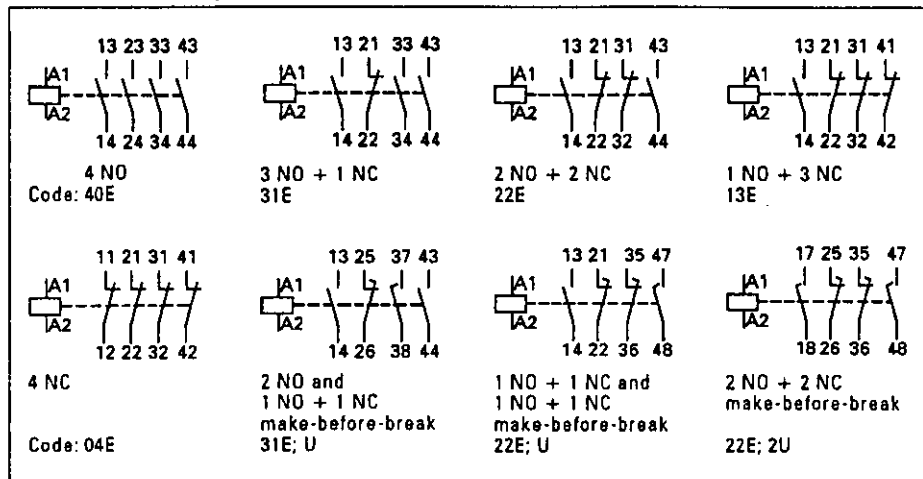 13 23 33 43
A1
A2
14 24 34 44
4 NO
Code: 40E
13 21 33 43
A1
A2
14 22 34 44
3 NO + 1 NC
31E
13 21 31 43
A1
A2
14 22 32 44
2 NO + 2 NC
22E
13 21 31 41
A1
A2
14 22 32 42
1 NO + 3 NC
13E
11 21 31 41
A1
A2
12 22 32 42
4 NC
Code: 04E
13 25 37 43
A1
A2
14 26 38 44
2 NO and
1 NO + 1 NC
make-before-break
31E; U
13 21 35 47
A1
A2
14 22 36 48
1 NO + 1 NC and
1 NO + 1 NC
make-before-break
22E; U
17 25 35 47
A1
A2
18 26 36 48
2 NO + 2 NC
make-before-break
22E; 2U